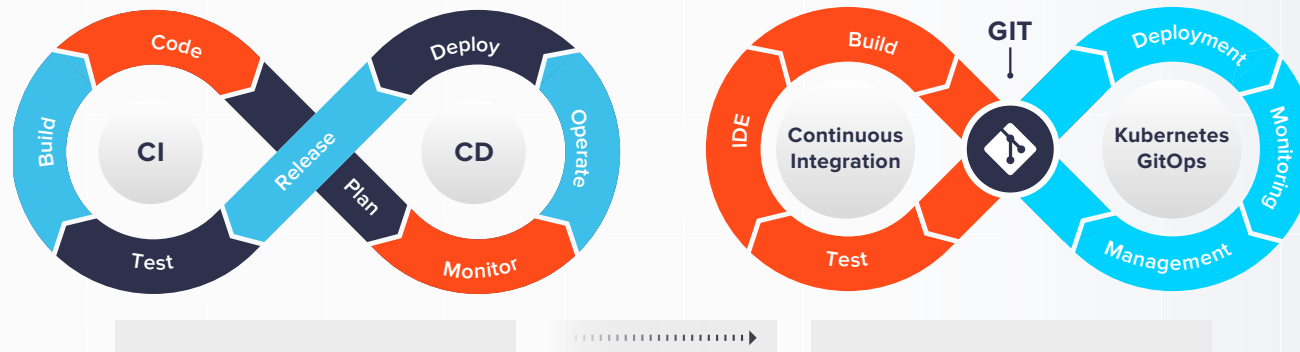 Code
Build
CI
Test
Release
Plan
Deploy
CD
Operate
Monitor
GIT
Build
IDE
Continuous
Integration
Test
Deployment
Kubernetes
GitOps
Monitoring
Management